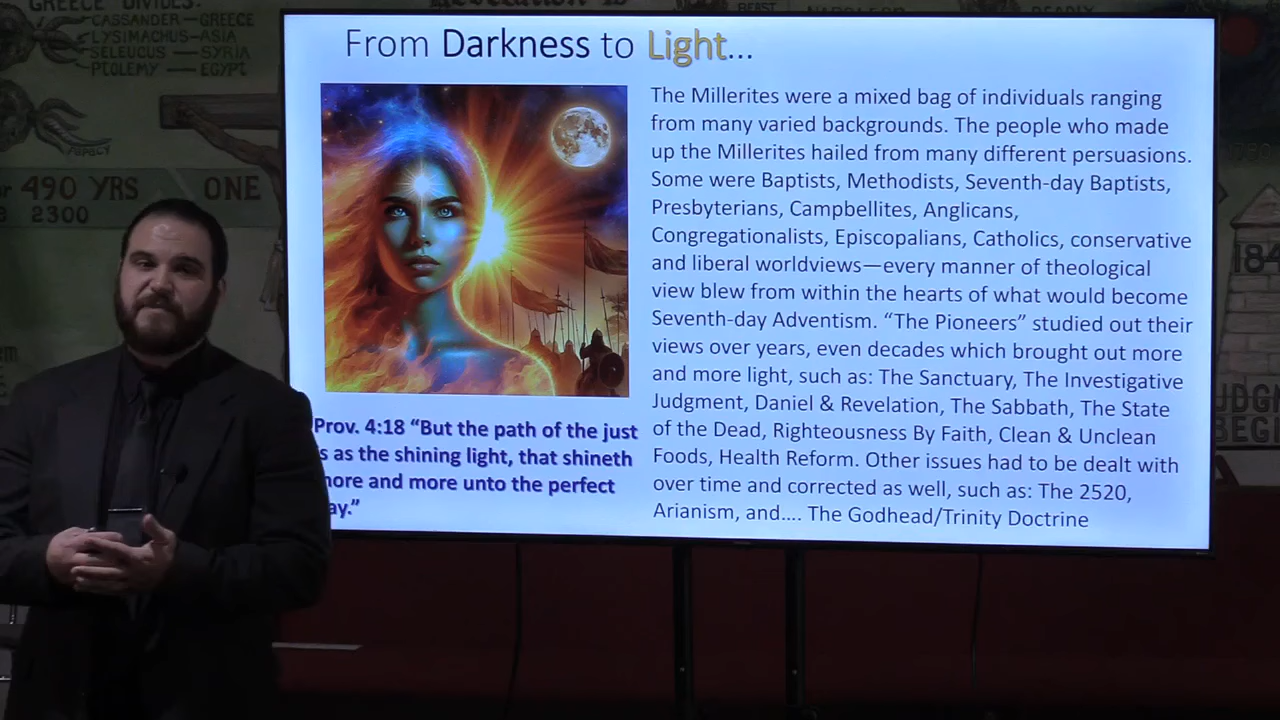 GREECE DIVIDES:
CASSANDER — GREECE
LYSIMACHUS — ASIA
SELEUCUS — SYRIA
PTOLEMY — EGYPT
PAPACY
490 YRS
ONE
2300
BEAST
From Darkness to Light...
The Millerites were a mixed bag of individuals ranging
from many varied backgrounds. The people who made
up the Millerites hailed from many different persuasions.
Some were Baptists, Methodists, Seventh-day Baptists,
Presbyterians, Campbellites, Anglicans,
Congregationalists, Episcopalians, Catholics, conservative
and liberal worldviews—every manner of theological
view blew from within the hearts of what would become
Seventh-day Adventism. “The Pioneers” studied out their
views over years, even decades which brought out more
and more light, such as: The Sanctuary, The Investigative
Judgment, Daniel & Revelation, The Sabbath, The State
of the Dead, Righteousness By Faith, Clean & Unclean
Foods, Health Reform. Other issues had to be dealt with
over time and corrected as well, such as: The 2520,
Arianism, and.... The Godhead/Trinity Doctrine
Prov. 4:18 “But the path of the just
is as the shining light, that shineth
more and more unto the perfect
ay.”
184
JUDG
BEGI